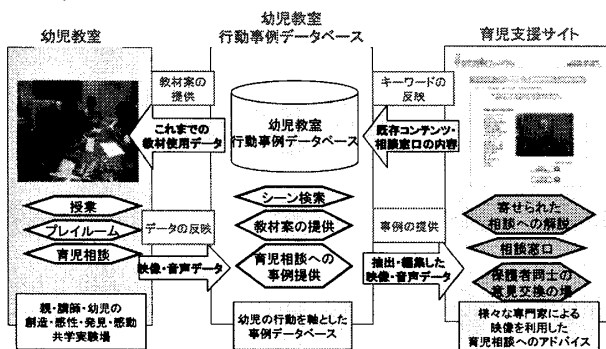 幼児教室
幼児教室
行動事例データベース
育児支援サイト
教材案の
提供
キーワードの
反映
これまでの
教材使用データ
幼児教室
行動事例データベース
既存コンテンツ・
相談窓口の内容
授業
プレイルーム
育児相談
データの反映
映像・音声データ
シーン検索
教材案の提供
育児相談への
事例提供
事例の提供
抽出・編集した
映像・音声データ
寄せられた
相談への解説
相談窓口
保護者同士の
意見交換の場
親・講師・幼児の
創造・感性・発見・感動
共学実験場
幼児の行動を軸とした
事例データベース
様々な専門家による
映像を利用した
育児相談へのアドバイス